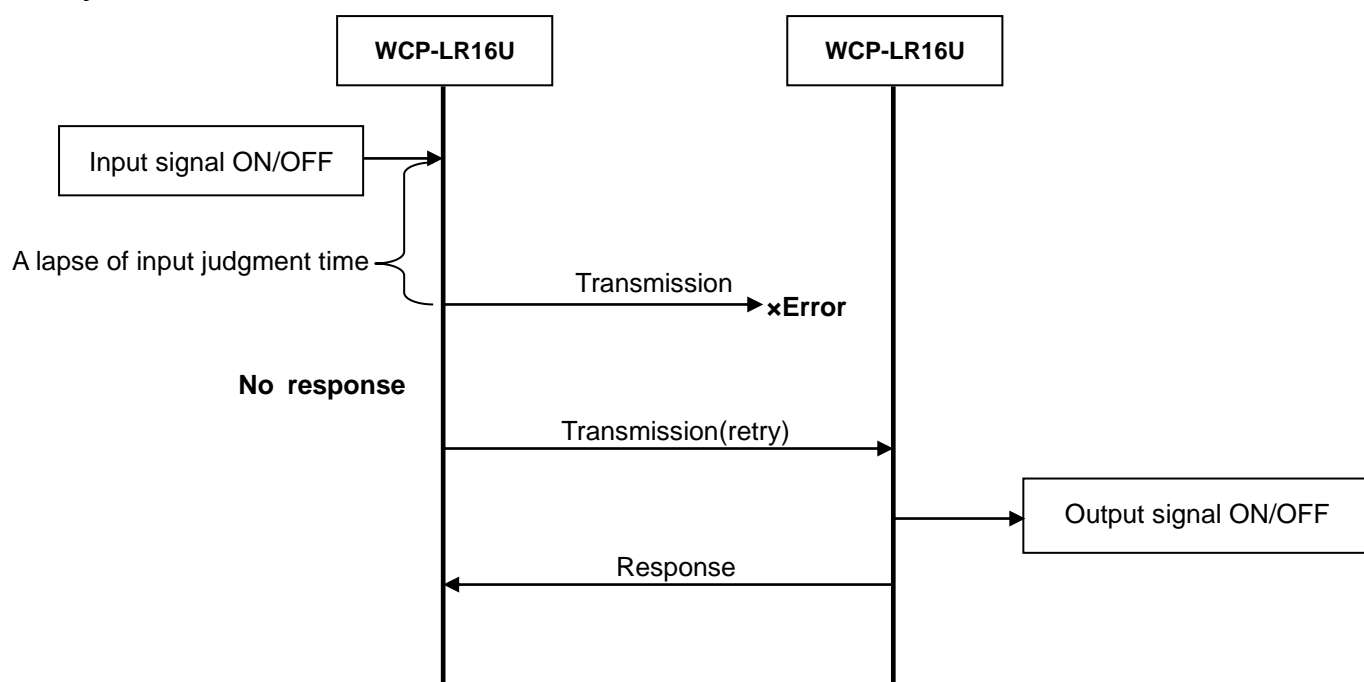 WCP-LR16U
WCP-LR16U
Input signal ON/OFF
A lapse of input judgment time
Transmission
×Error
No response
Transmission(retry)
Output signal ON/OFF
Response